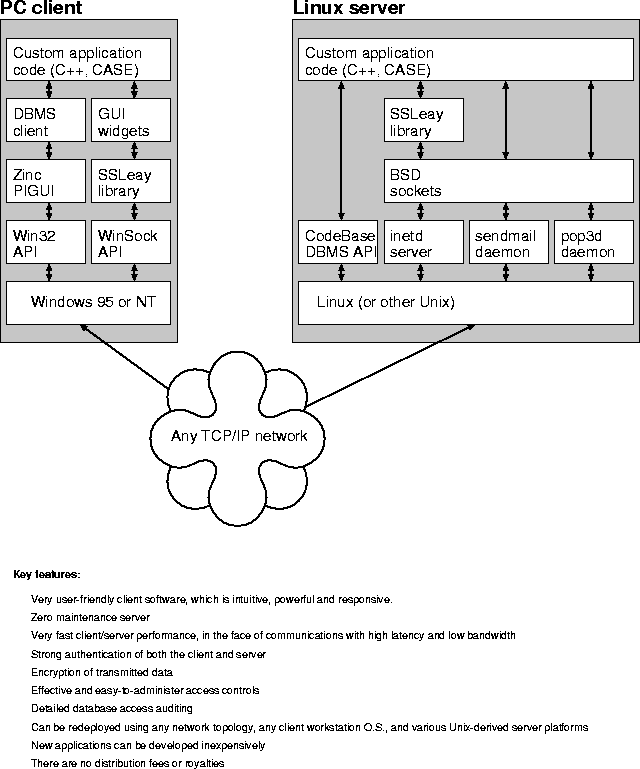 PC client
Custom application
code (C++, CASE)
DBMS
client
GUI
widgets
Zinc
PIGUI
SSLeay
library
Win32
API
WinSock
API
Windows 95 or NT
Linux server
Custom application
code (C++, CASE)
SSLeay
library
BSD
sockets
CodeBase
DBMS API
inetd
server
sendmail
daemon
pop3d
daemon
Linux (or other Unix)
Any TCP/IP network
Key features:
Very user-friendly client software, which is intuitive, powerful and responsive.
Zero maintenance server
Very fast client/server performance, in the face of communications with high latency and low bandwidth
Strong authentication of both the client and server
Encryption of transmitted data
Effective and easy-to-administer access controls
Detailed database access auditing
Can be redeployed using any network topology, any client workstation O.S., and various Unix-derived server platforms
New applications can be developed inexpensively
There are no distribution fees or royalties